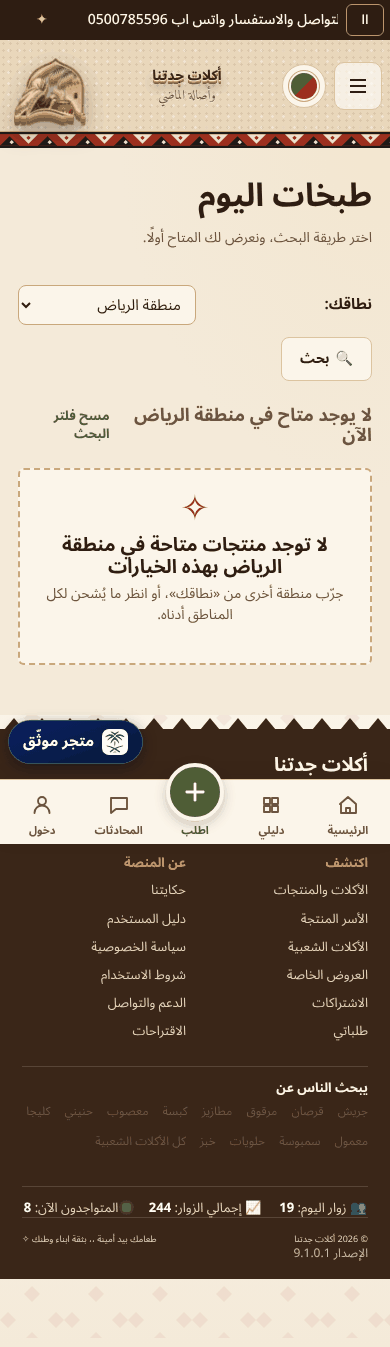 لتواصل والاستفسار واتس اب 0500785596 ✦
أكلات جدتنا
وأصالة الماضي
طبخات اليوم
اختر طريقة البحث، ونعرض لك المتاح أولًا.
نطاقك:
منطقة الرياض
🔍 بحث
لا يوجد متاح في منطقة الرياض الآن
مسح فلتر البحث
لا توجد منتجات متاحة في منطقة
الرياض بهذه الخيارات
جرّب منطقة أخرى من «نطاقك»، أو انظر ما يُشحن لكل
المناطق أدناه.
متجر موثّق
أكلات جدتنا
الرئيسية
دليلي
اطلب
المحادثات
دخول
اكتشف
الأكلات والمنتجات
الأسر المنتجة
الأكلات الشعبية
العروض الخاصة
الاشتراكات
طلباتي
عن المنصة
حكايتنا
دليل المستخدم
سياسة الخصوصية
شروط الاستخدام
الدعم والتواصل
الاقتراحات
يبحث الناس عن
جريش قرصان مرقوق مطازيز كبسة معصوب حنيني كليجا
معمول سمبوسة حلويات خبز كل الأكلات الشعبية
👥 زوار اليوم: 19 📈 إجمالي الزوار: 244 المتواجدون الآن: 8
© 2026 أكلات جدتنا
الإصدار 9.1.0.1
طعامك بيد أمينة .. بثقة ابناء وطنك ✧